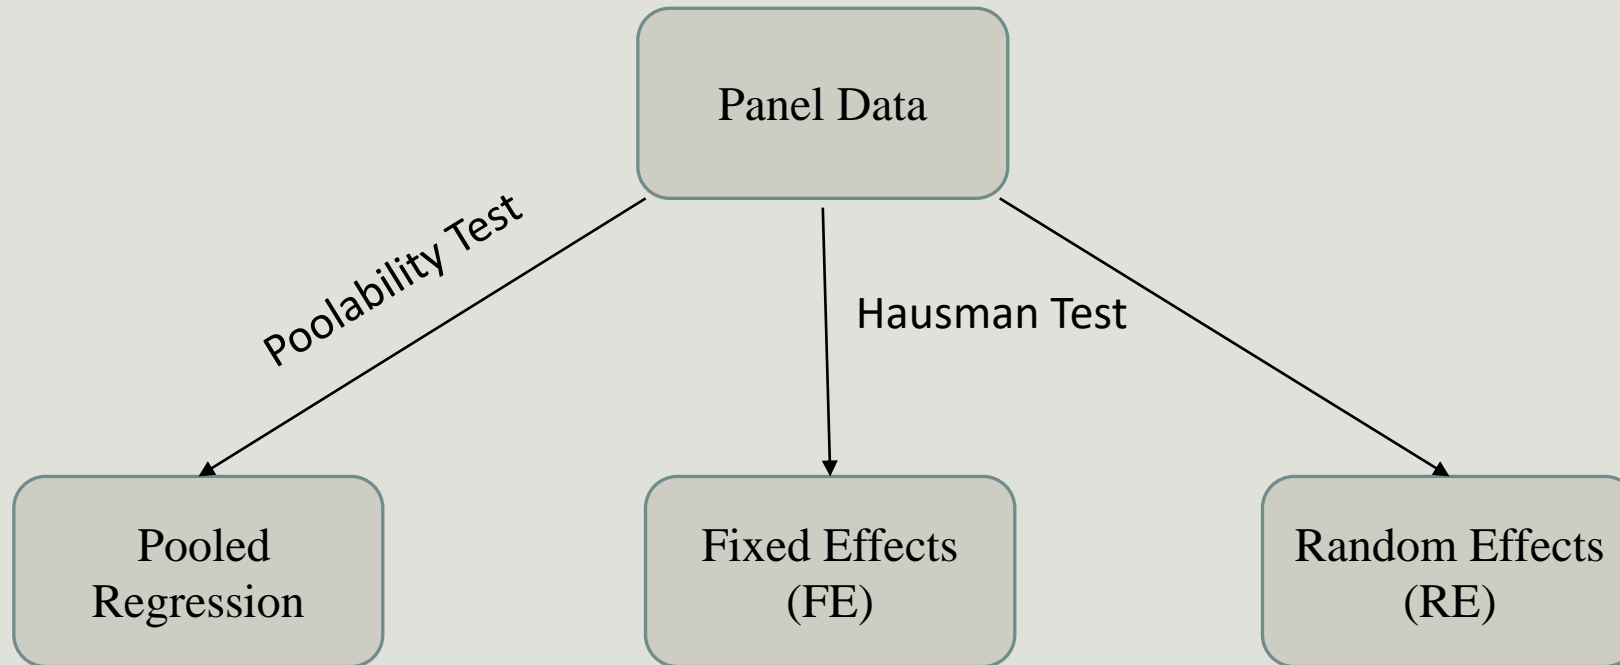 Panel Data
Poolability Test
Hausman Test
Pooled
Regression
Fixed Effects
(FE)
Random Effects
(RE)